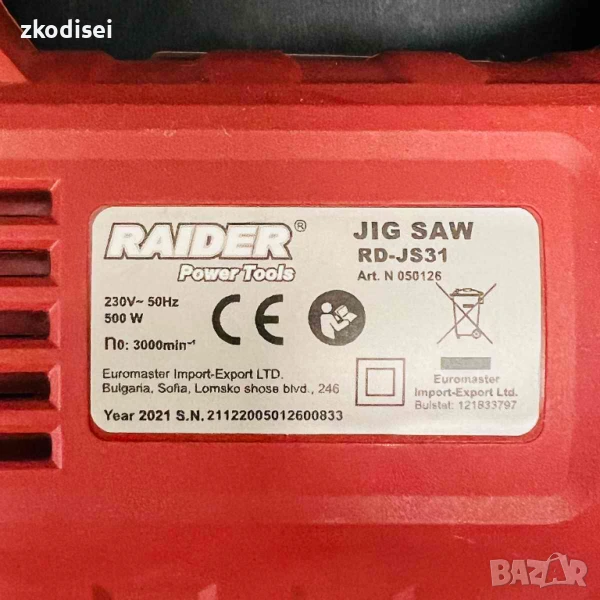 zkodisei
RAIDER®
Power Tools
JIG SAW
RD-JS31
Art. N 050126
230V~ 50Hz
500 W
CE
n0: 3000min⁻¹
Euromaster Import-Export LTD.
Bulgaria, Sofia, Lomsko shose blvd., 246
Year 2021 S.N. 21122005012600833
Euromaster
Import-Export Ltd.
Bulstat: 121833797
BAZAR